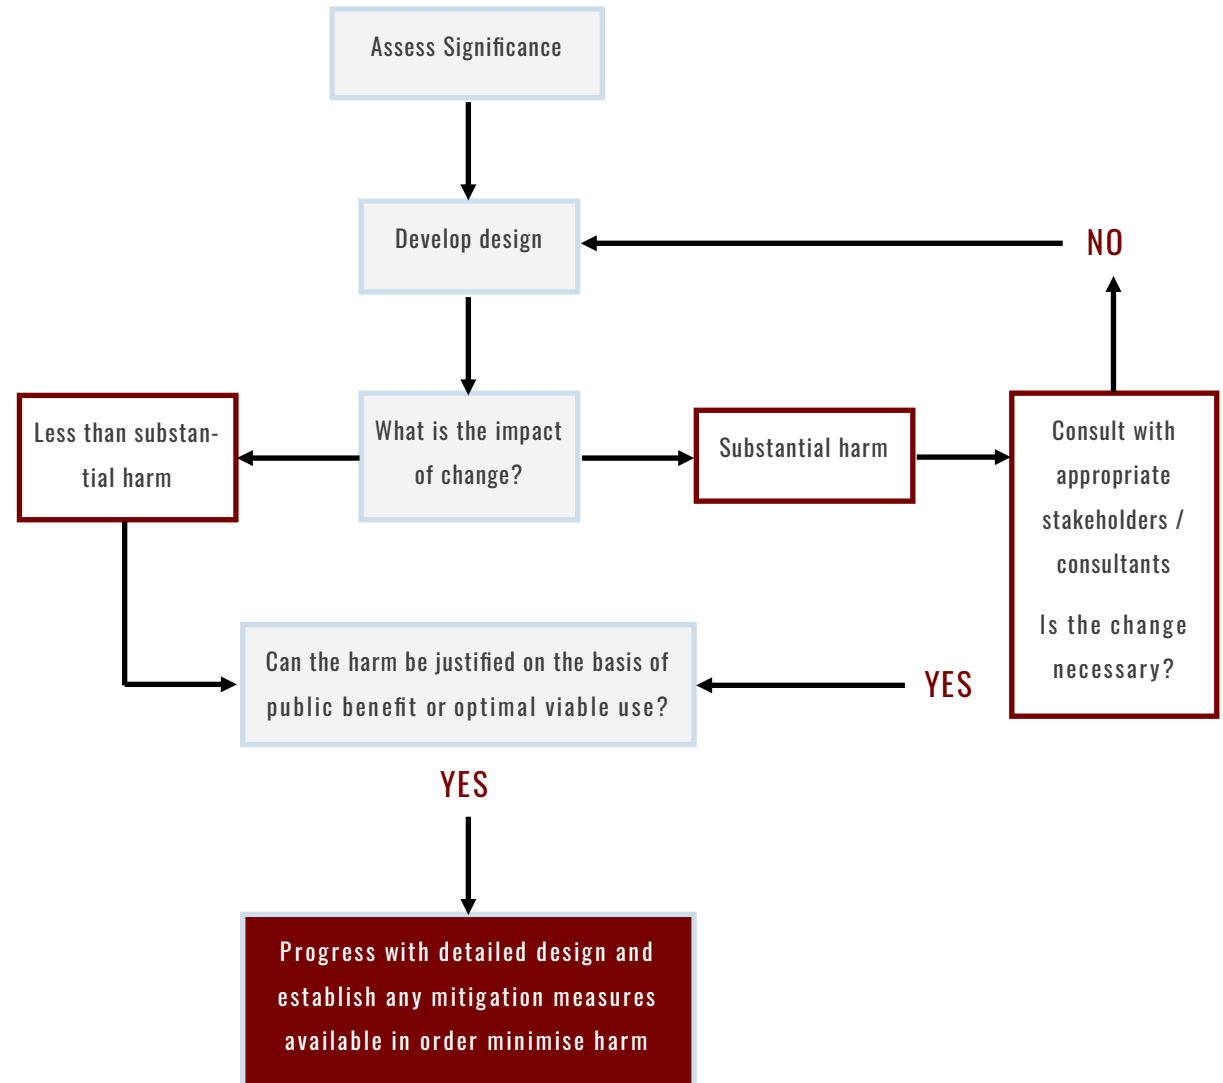 Assess Significance
Develop design
NO
Less than substan-
tial harm
What is the impact
of change?
Substantial harm
Consult with
appropriate
stakeholders /
consultants
Is the change
necessary?
Can the harm be justified on the basis of
public benefit or optimal viable use?
YES
YES
Progress with detailed design and
establish any mitigation measures
available in order minimise harm